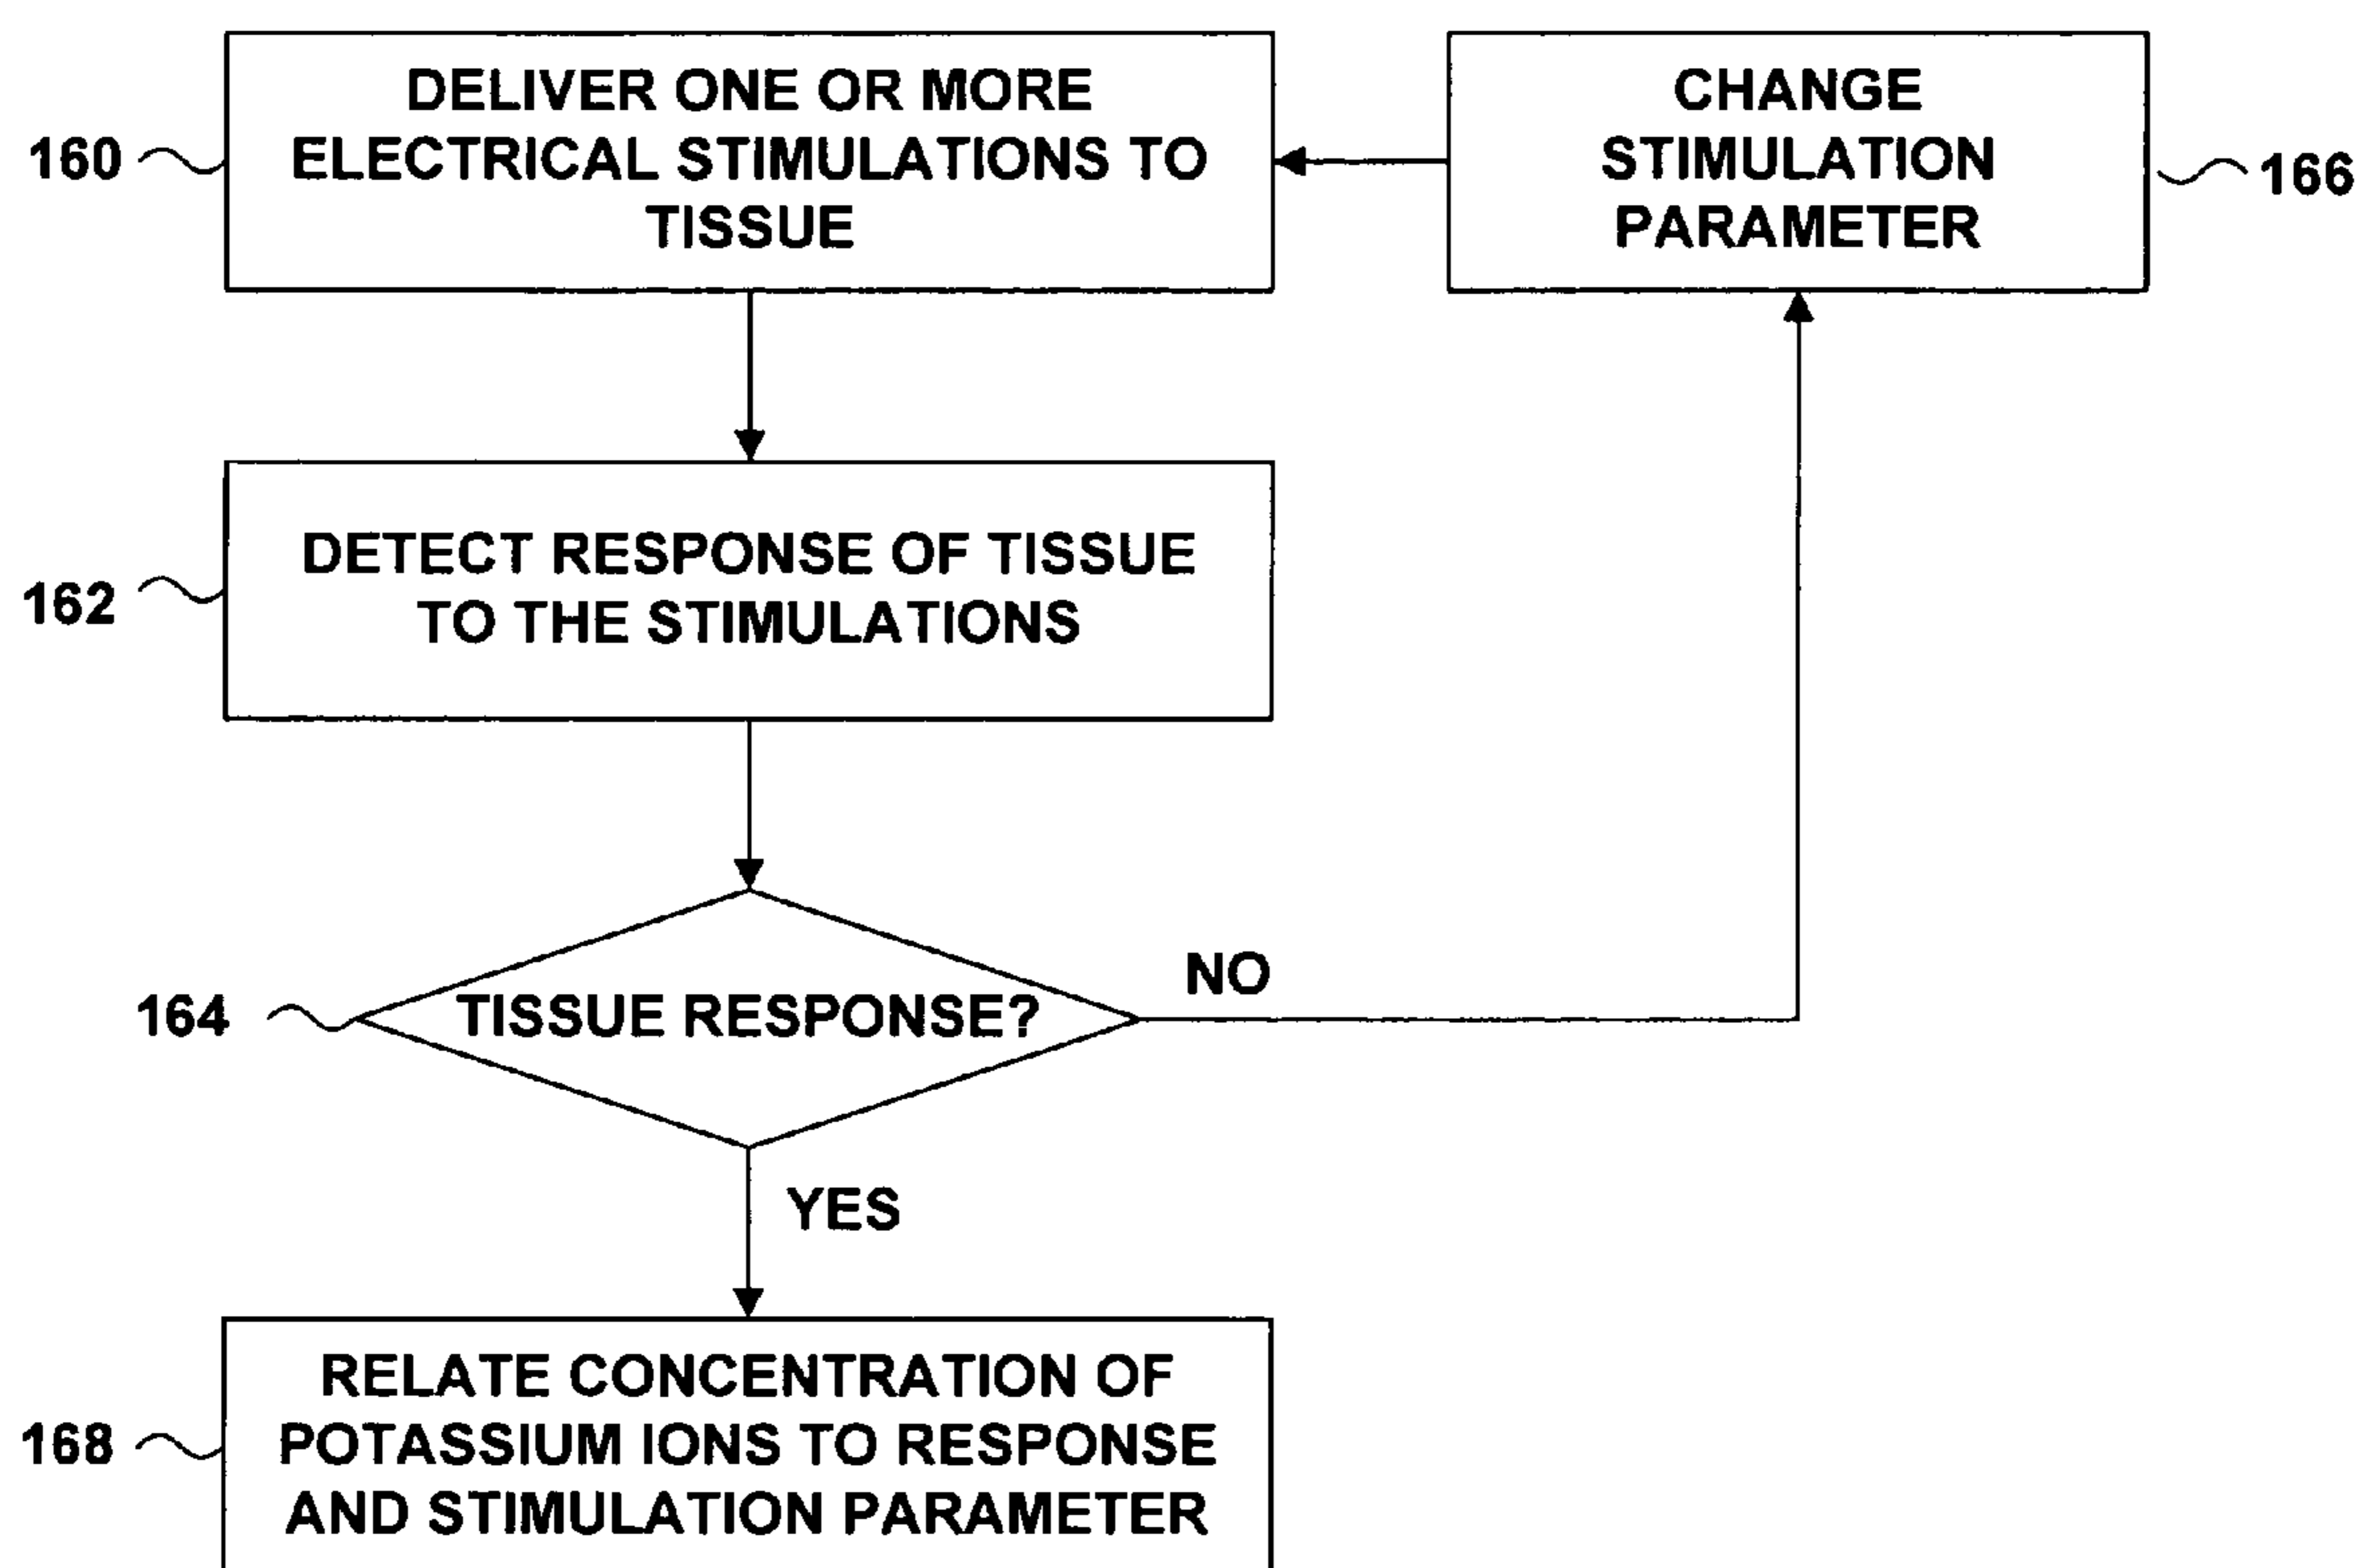 DELIVER ONE OR MORE
ELECTRICAL STIMULATIONS TO
TISSUE
160
CHANGE
STIMULATION
PARAMETER
166
DETECT RESPONSE OF TISSUE
TO THE STIMULATIONS
162
TISSUE RESPONSE?
164
NO
YES
RELATE CONCENTRATION OF
POTASSIUM IONS TO RESPONSE
AND STIMULATION PARAMETER
168